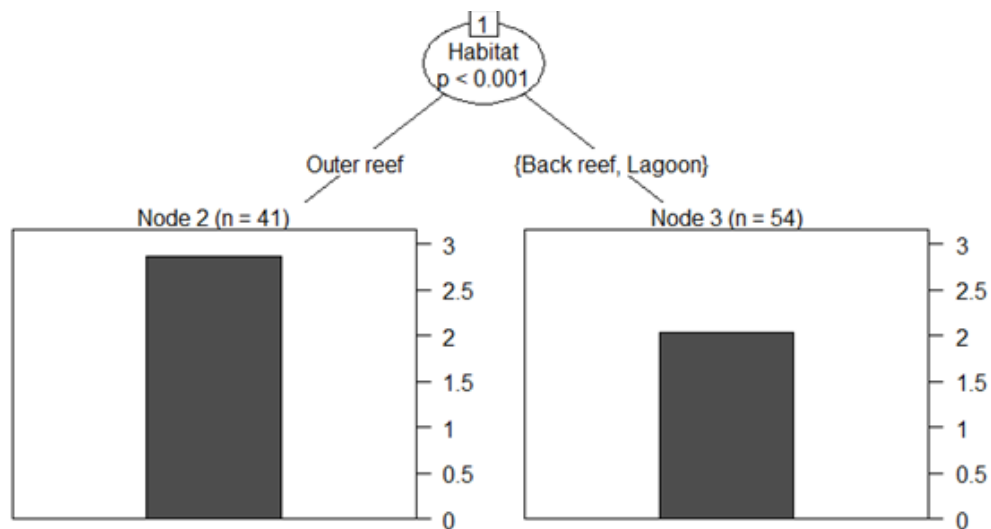 1
Habitat
p < 0.001
Outer reef
{Back reef, Lagoon}
Node 2 (n = 41)
3
2.5
2
1.5
1
0.5
0
Node 3 (n = 54)
3
2.5
2
1.5
1
0.5
0